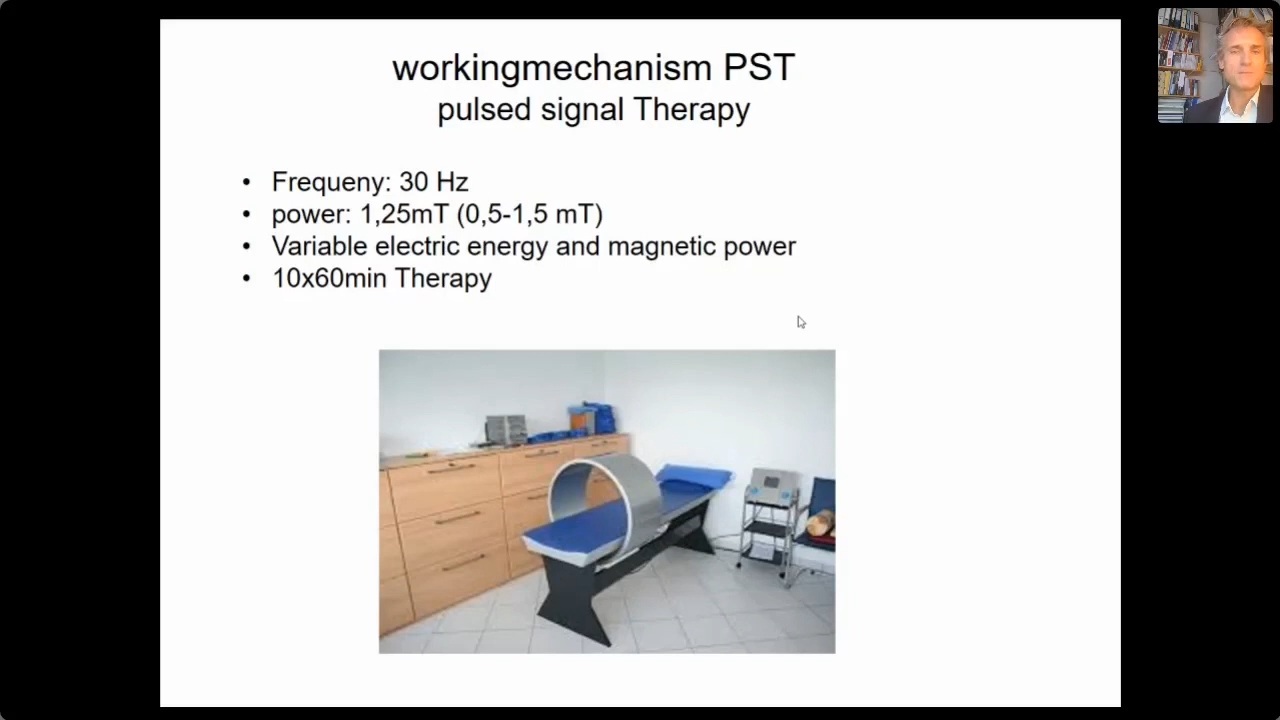 workingmechanism PST
pulsed signal Therapy
• Frequeny: 30 Hz
• power: 1,25mT (0,5-1,5 mT)
• Variable electric energy and magnetic power
• 10x60min Therapy